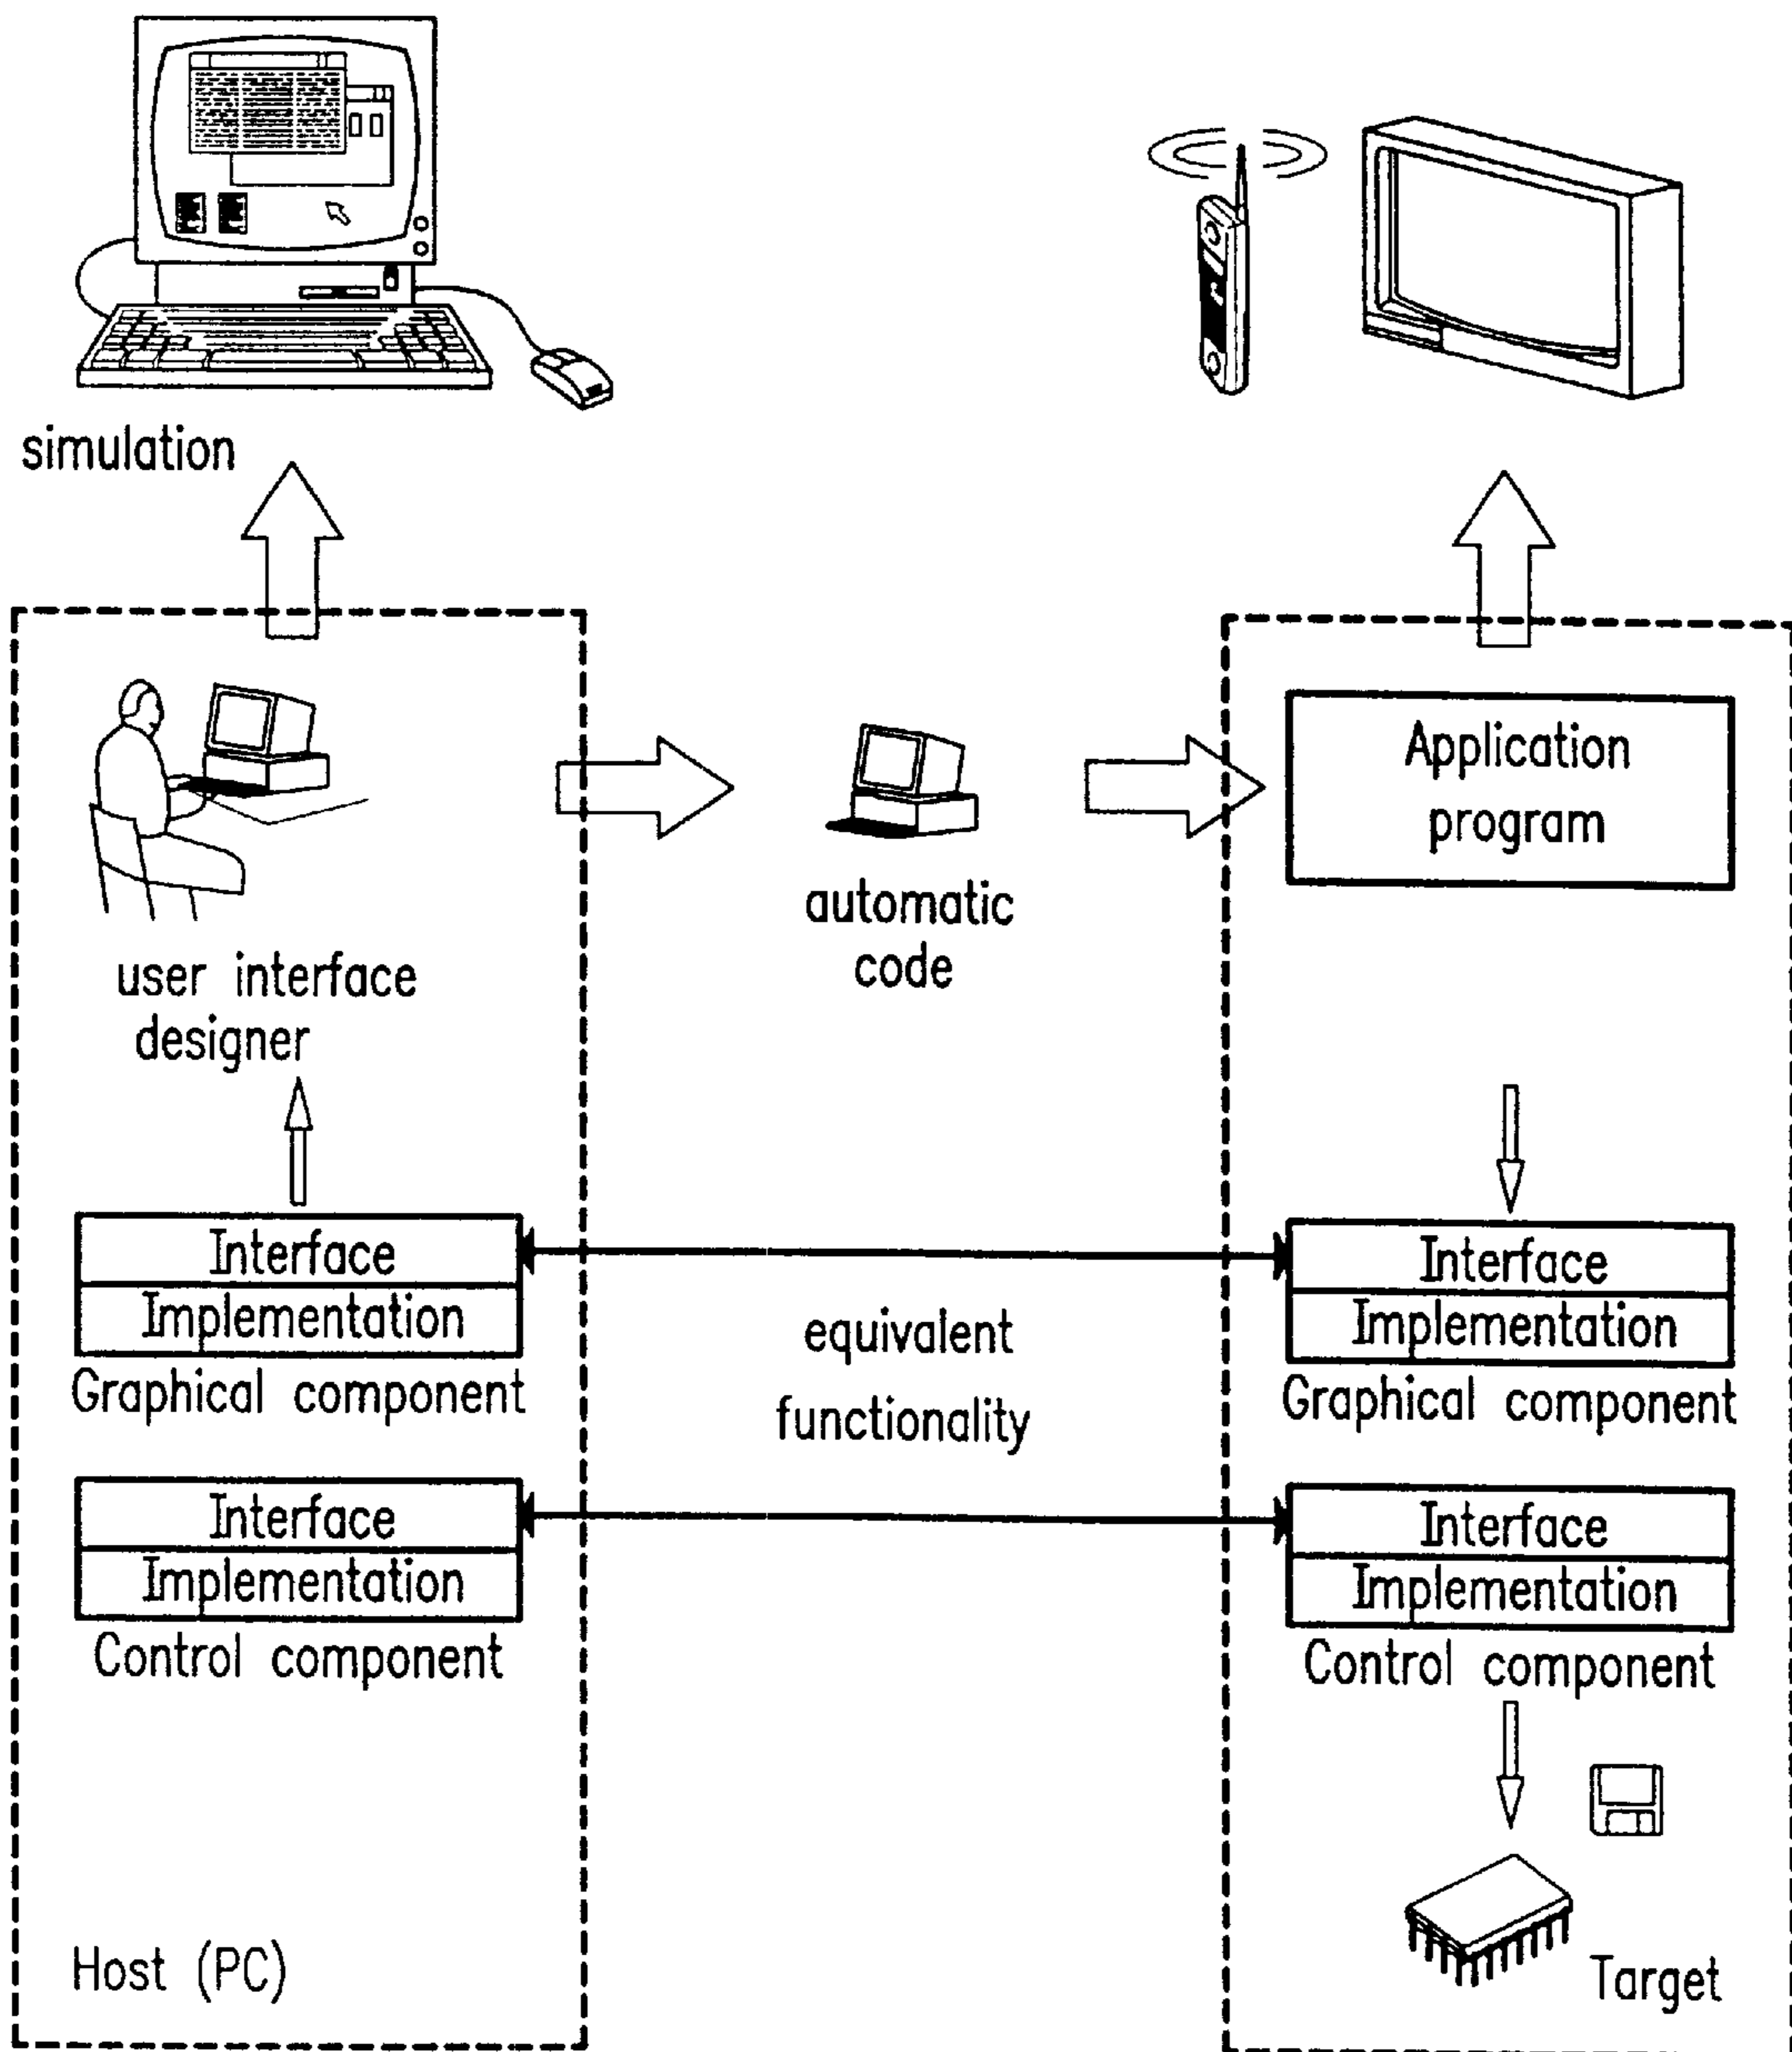 simulation
user interface
designer
automatic
code
Application
program
Interface
Implementation
Graphical component
Interface
Implementation
Control component
equivalent
functionality
Interface
Implementation
Graphical component
Interface
Implementation
Control component
Host (PC)
Target